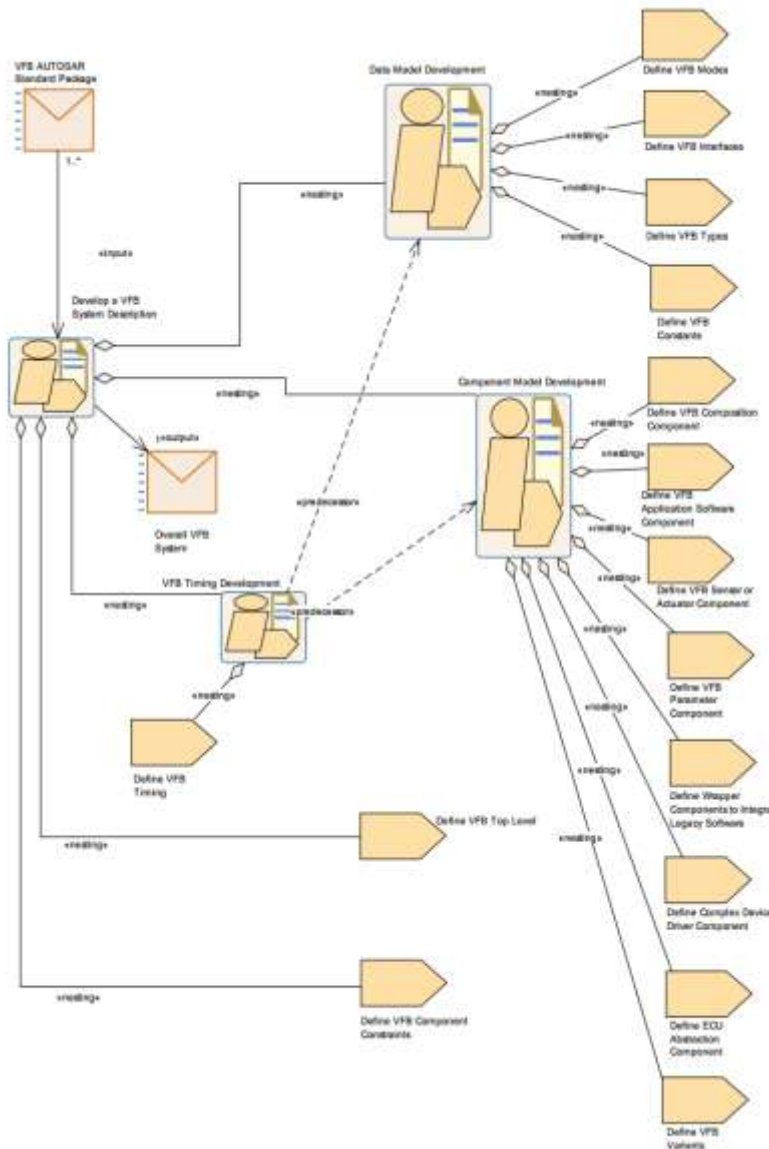 VFB AUTOSAR
Standard Package
1..*
«input»
Develop a VFB
System Description
Data Model Development
«nesting»
«nesting»
Define VFB Modes
«nesting»
Define VFB Interfaces
«nesting»
Define VFB Types
«nesting»
Define VFB
Constants
«nesting»
Component Model Development
«nesting»
Define VFB Composition
Component
«nesting»
Define VFB
Application Software
Component
«nesting»
Define VFB Sensor or
Actuator Component
«nesting»
Define VFB
Parameter
Component
«nesting»
Define Wrapper
Components to Integra
Legacy Software
«nesting»
Define Complex Device
Driver Component
«nesting»
Define ECU
Abstraction
Component
«nesting»
Define VFB
Variants
«output»
Overall VFB
System
«predecessor»
VFB Timing Development
«predecessor»
«nesting»
«nesting»
Define VFB
Timing
Define VFB Top Level
«nesting»
«nesting»
Define VFB Component
Constraints